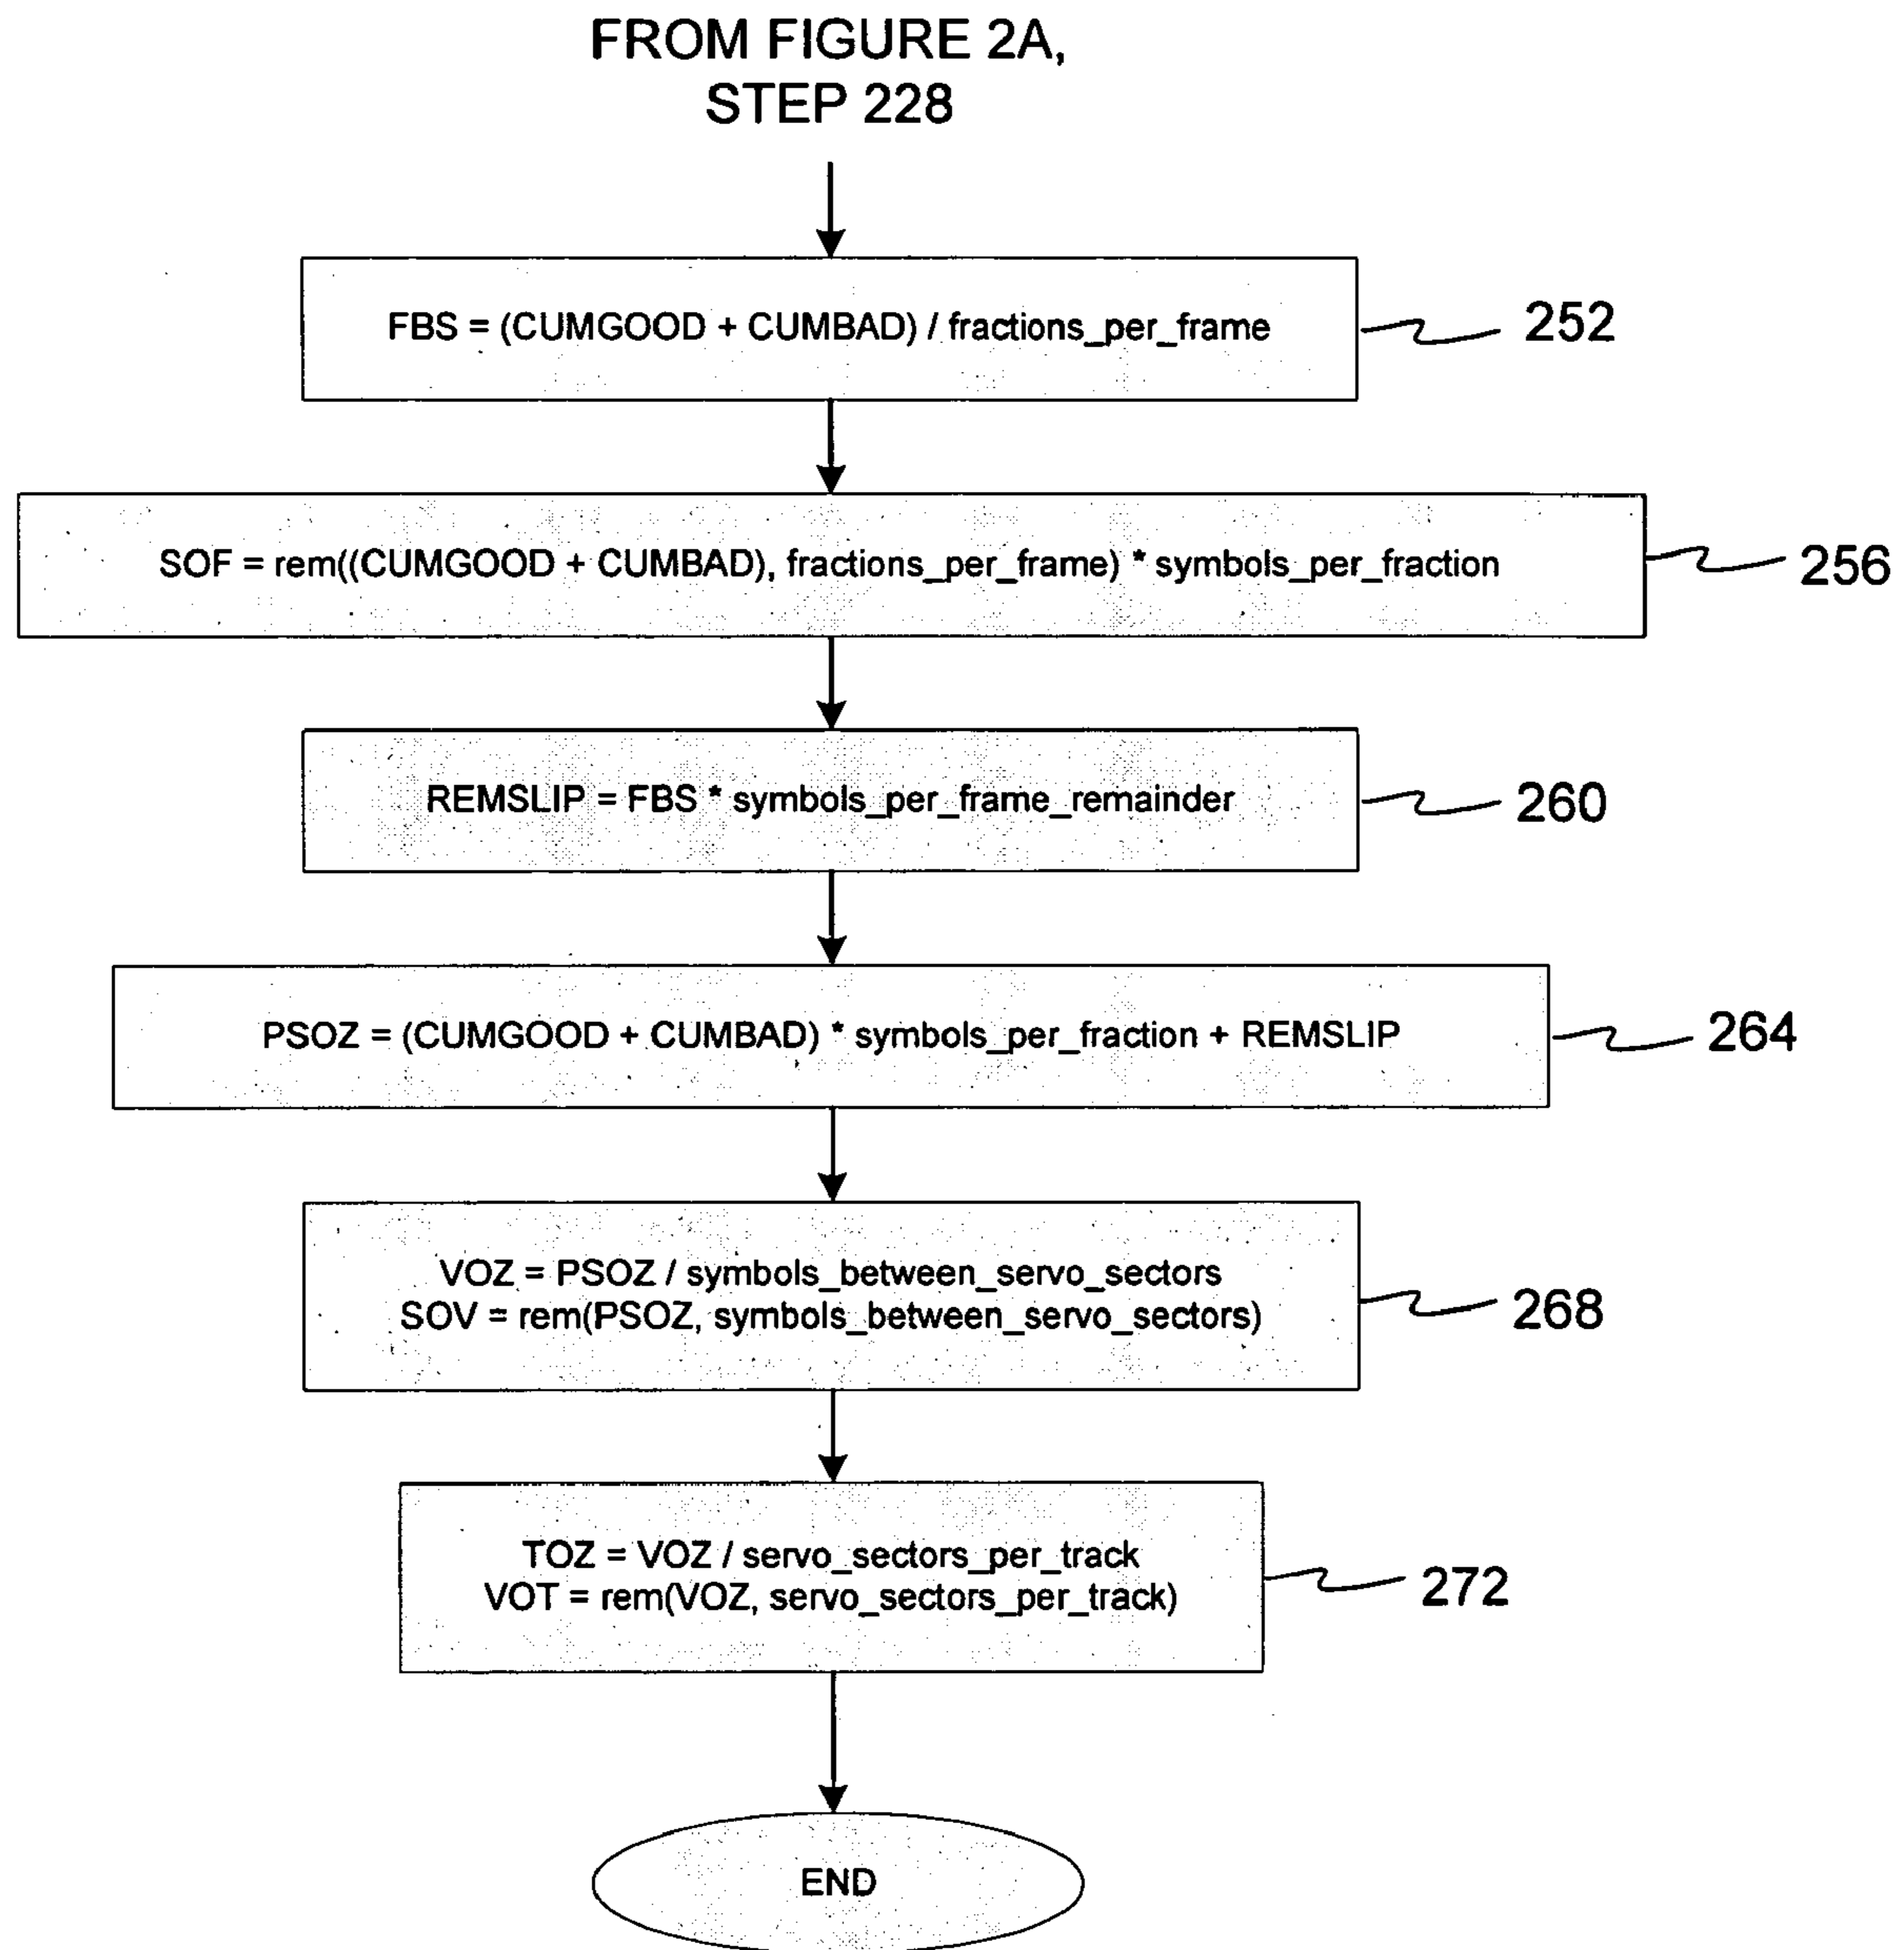 FROM FIGURE 2A,
STEP 228
FBS = (CUMGOOD + CUMBAD) / fractions_per_frame
252
SOF = rem((CUMGOOD + CUMBAD), fractions_per_frame) * symbols_per_fraction
256
REMSLIP = FBS * symbols_per_frame_remainder
260
PSOZ = (CUMGOOD + CUMBAD) * symbols_per_fraction + REMSLIP
264
VOZ = PSOZ / symbols_between_servo_sectors
SOV = rem(PSOZ, symbols_between_servo_sectors)
268
TOZ = VOZ / servo_sectors_per_track
VOT = rem(VOZ, servo_sectors_per_track)
272
END